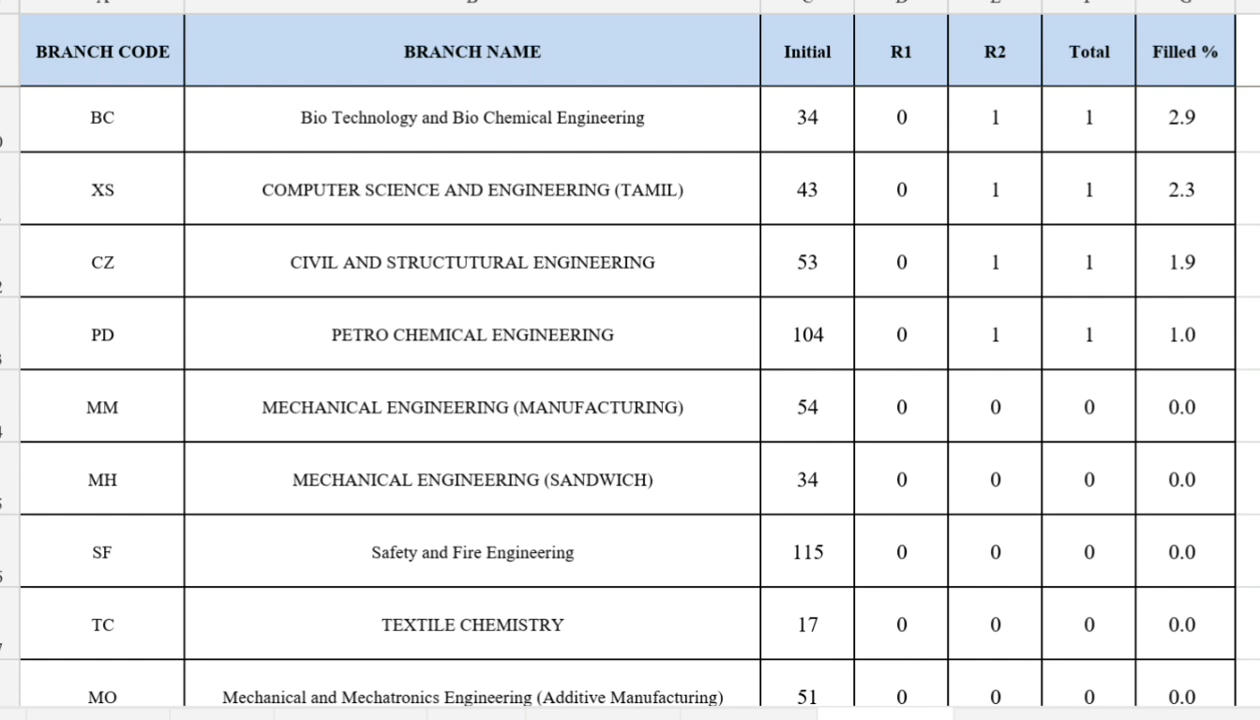 BRANCH CODE BRANCH NAME Initial R1 R2 Total Filled %
BC Bio Technology and Bio Chemical Engineering 34 0 1 1 2.9
XS COMPUTER SCIENCE AND ENGINEERING (TAMIL) 43 0 1 1 2.3
CZ CIVIL AND STRUCTUTURAL ENGINEERING 53 0 1 1 1.9
PD PETRO CHEMICAL ENGINEERING 104 0 1 1 1.0
MM MECHANICAL ENGINEERING (MANUFACTURING) 54 0 0 0 0.0
MH MECHANICAL ENGINEERING (SANDWICH) 34 0 0 0 0.0
SF Safety and Fire Engineering 115 0 0 0 0.0
TC TEXTILE CHEMISTRY 17 0 0 0 0.0
MO Mechanical and Mechatronics Engineering (Additive Manufacturing) 51 0 0 0 0.0